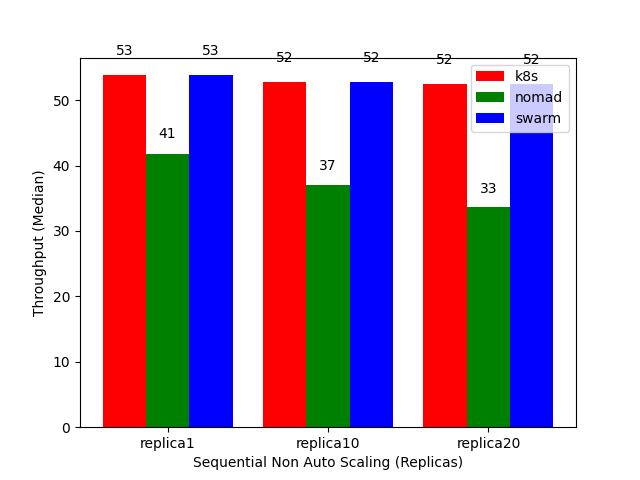 53 53
52 52
52 52
41
37
33
k8s
nomad
swarm
50
40
30
20
10
0
Throughput (Median)
replica1 replica10 replica20
Sequential Non Auto Scaling (Replicas)